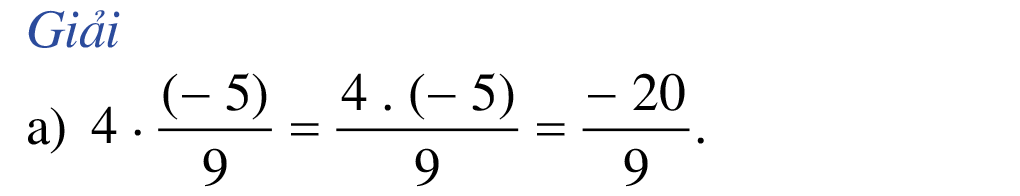 Giải
a) 4 · (– 5)/9 = 4 . (– 5)/9 = – 20/9.